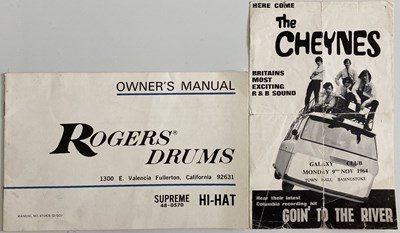 OWNER'S MANUAL
ROGERS® DRUMS
1300 E. Valencia Fullerton, California 92631
SUPREME
48-0570
HI-HAT
HERE COME
the
CHEYNES
BRITAINS
MOST
EXCITING
R & B SOUND
GALAXY CLUB
MONDAY 9TH NOV 1964
TOWN HALL, BASINGSTOKE
Hear their latest
Columbia recording hit
GOIN' TO THE RIVER